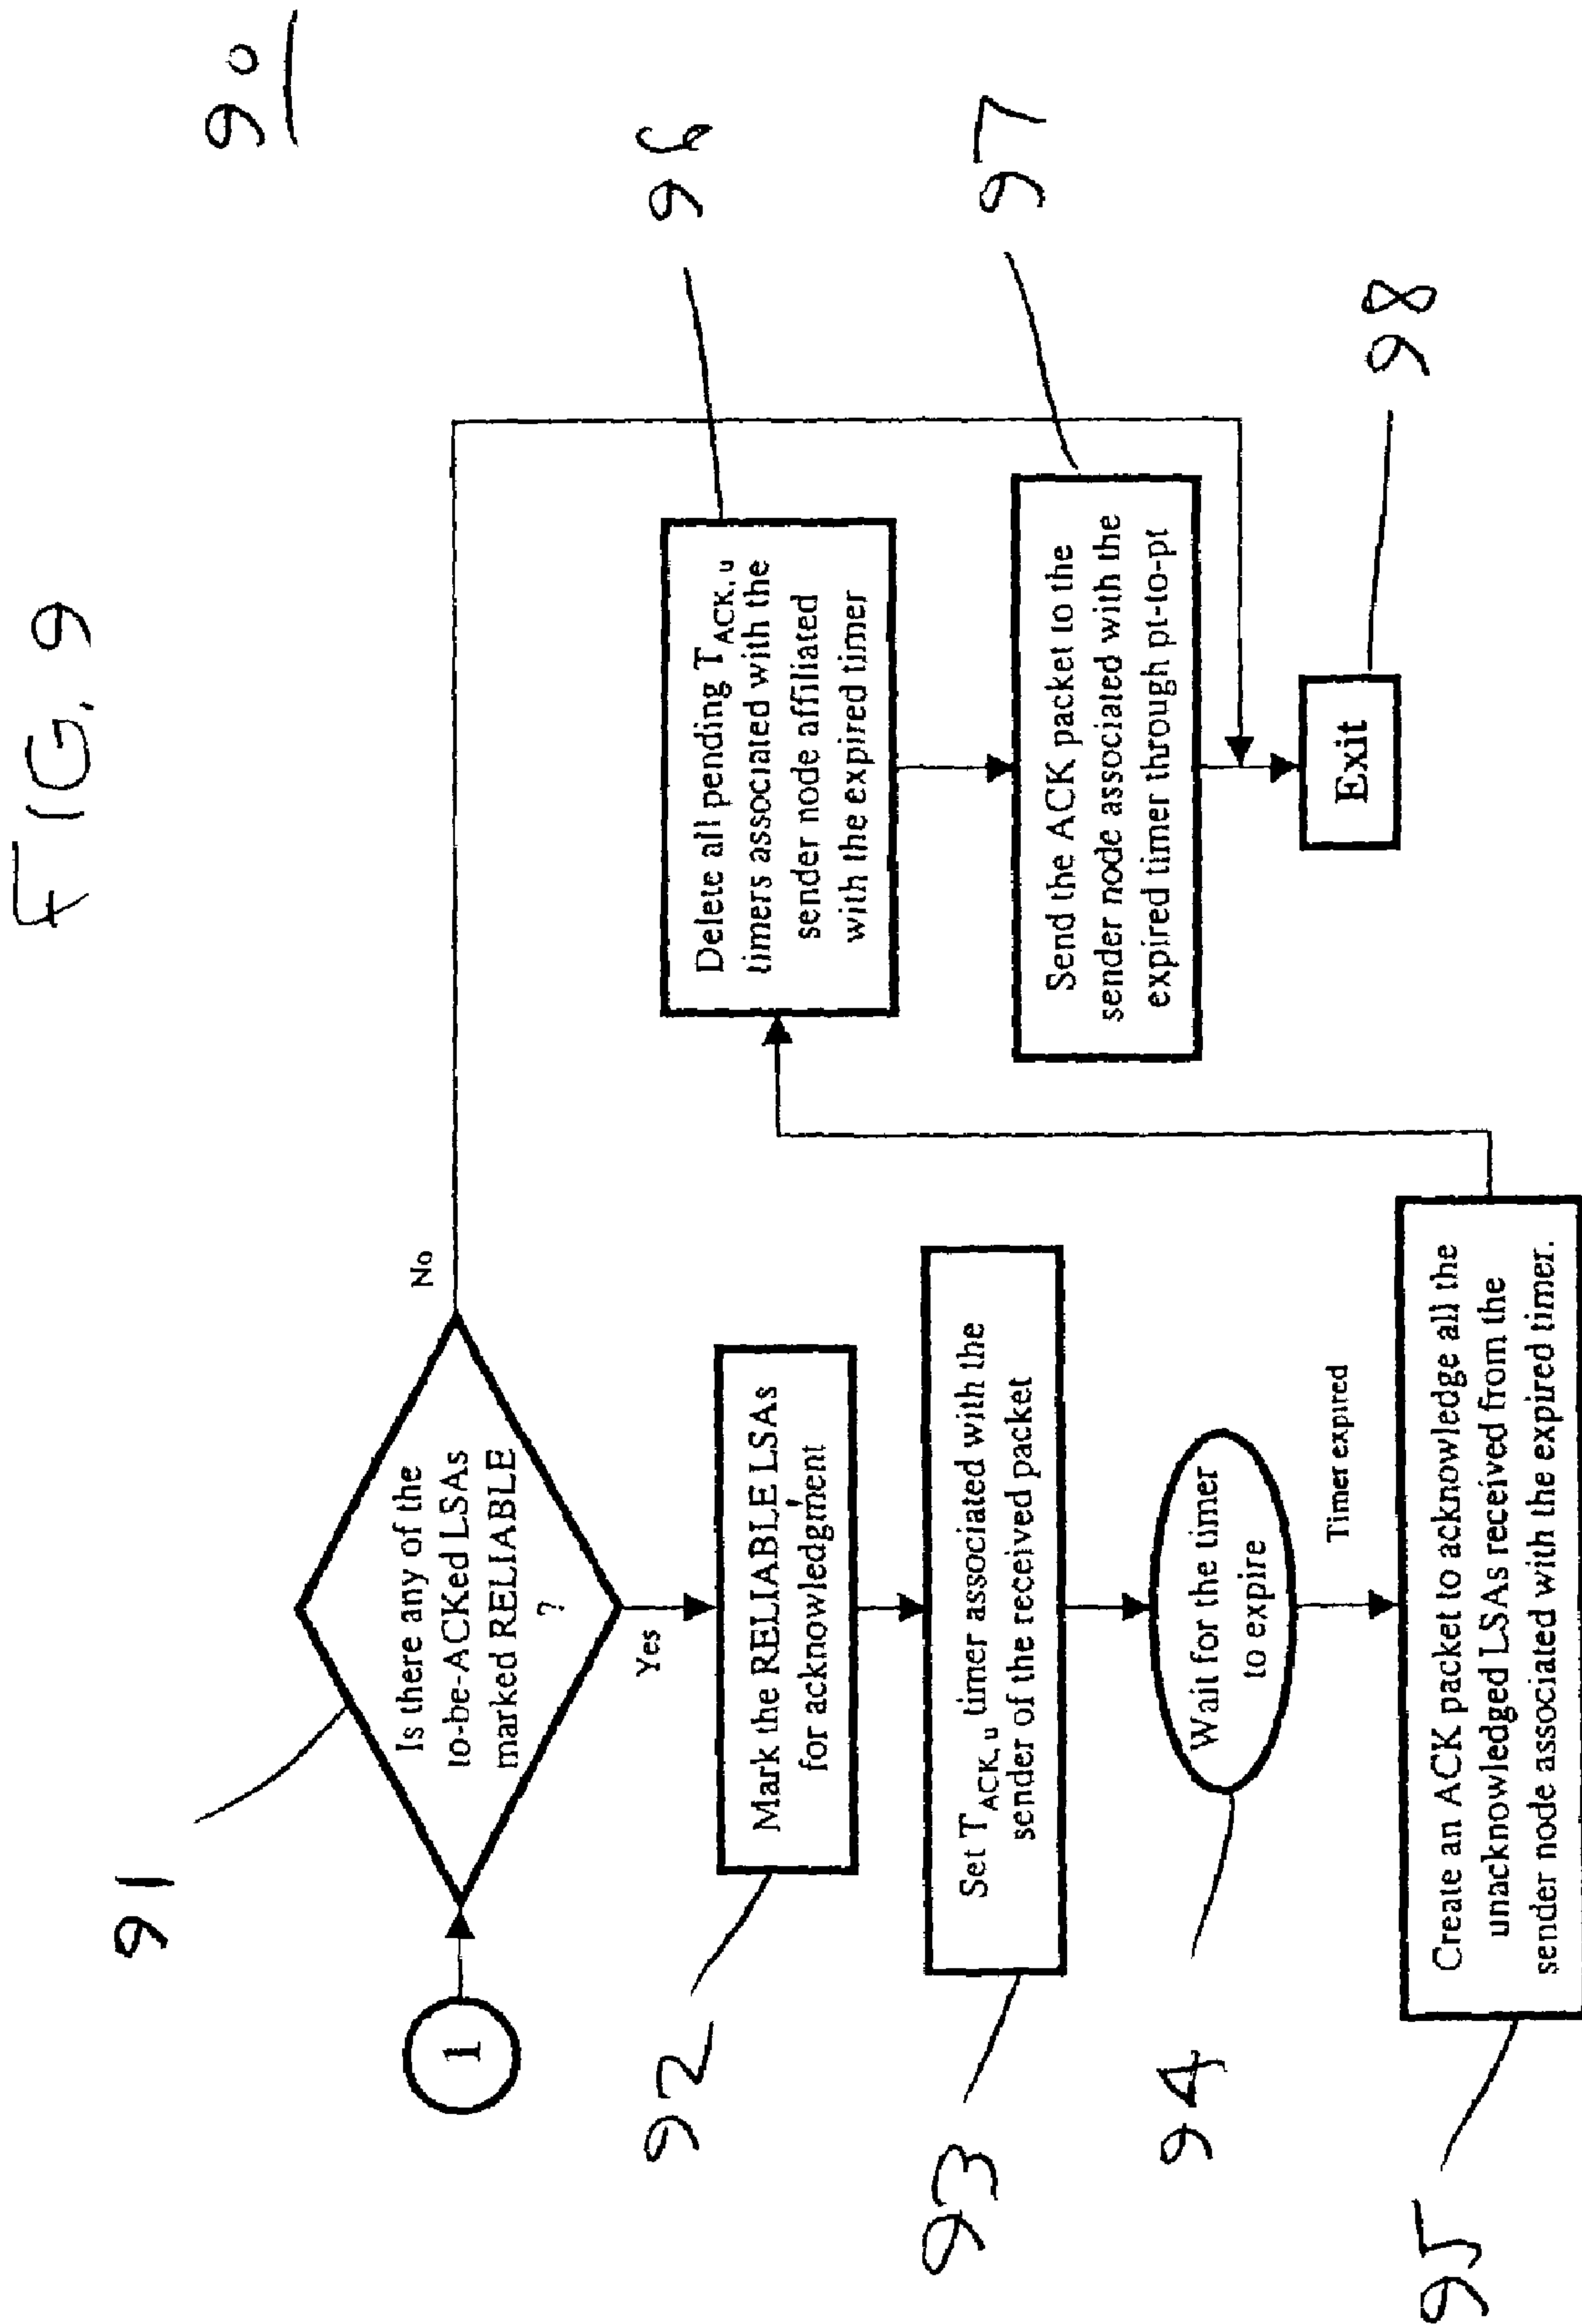 FIG. 9
90
91
1
Is there any of the
to-be-ACKed LSAs
marked RELIABLE
?
No
Yes
92
Mark the RELIABLE LSAs
for acknowledgment
93
Set T ACK, u timer associated with the
sender of the received packet
94
Wait for the timer
to expire
Timer expired
95
Create an ACK packet to acknowledge all the
unacknowledged LSAs received from the
sender node associated with the expired timer.
96
Delete all pending T ACK, u
timers associated with the
sender node affiliated
with the expired timer
97
Send the ACK packet to the
sender node associated with the
expired timer through pt-to-pt
98
Exit